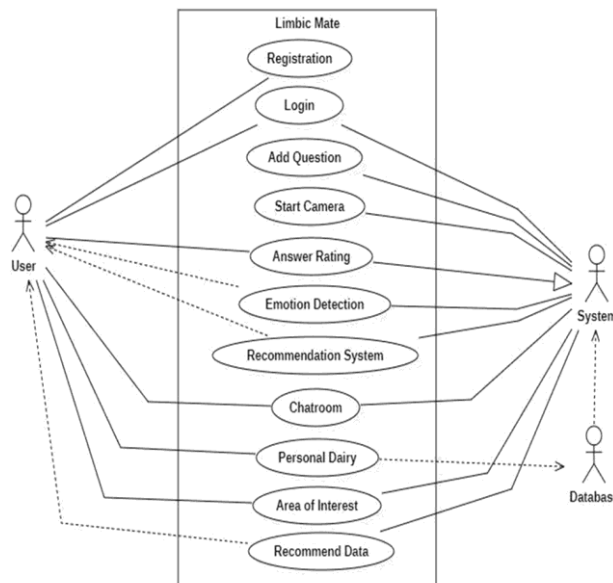 Limbic Mate
Registration
Login
Add Question
Start Camera
User
Answer Rating
System
Emotion Detection
Recommendation System
Chatroom
Personal Dairy
Database
Area of Interest
Recommend Data